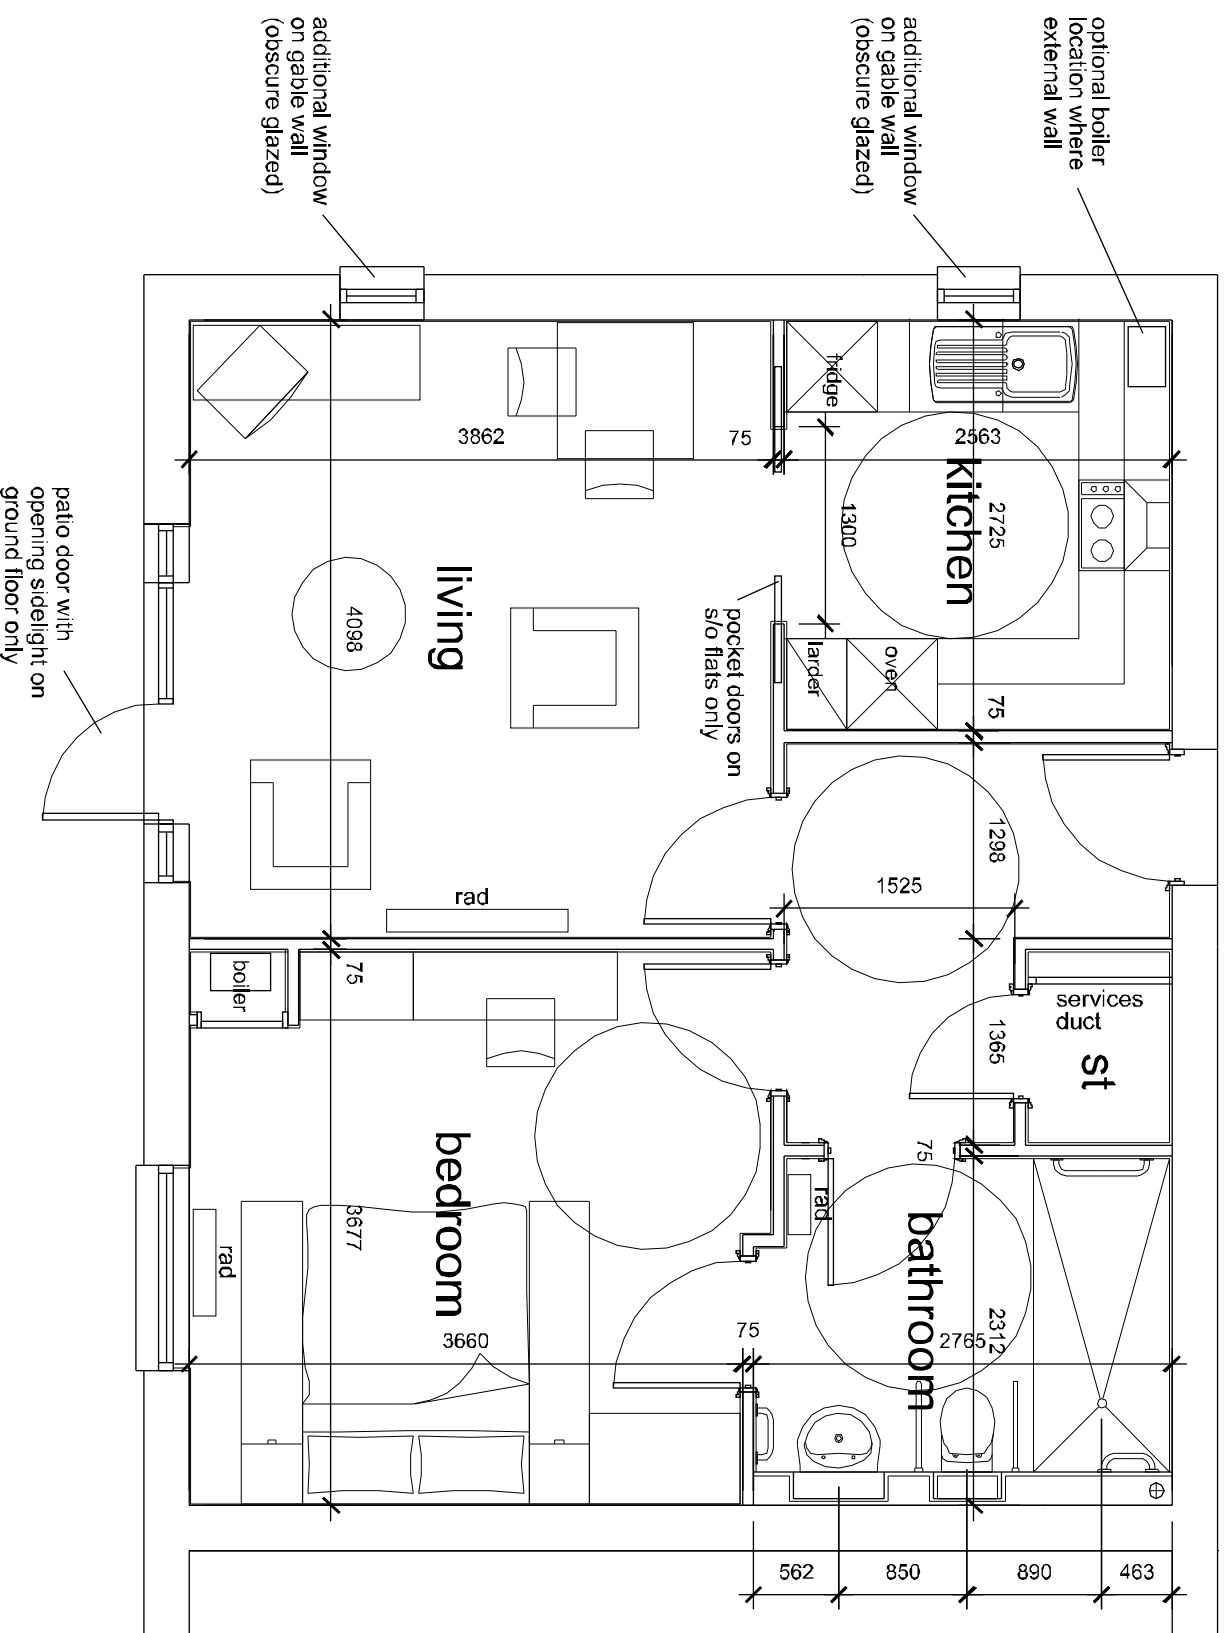 optional boiler
location where
external wall
additional window
on gable wall
(obscure glazed)
additional window
on gable wall
(obscure glazed)
fridge
3862
75
2563
kitchen
2725
1300
patio door with
opening sidelight on
ground floor only
living
4098
pocket doors on
s/o flats only
larder
oven
75
1298
1525
rad
boiler
75
services
duct
st
1365
75
bedroom
3677
rad
rad
bathroom
2312
3660
75
2765
562
850
890
463